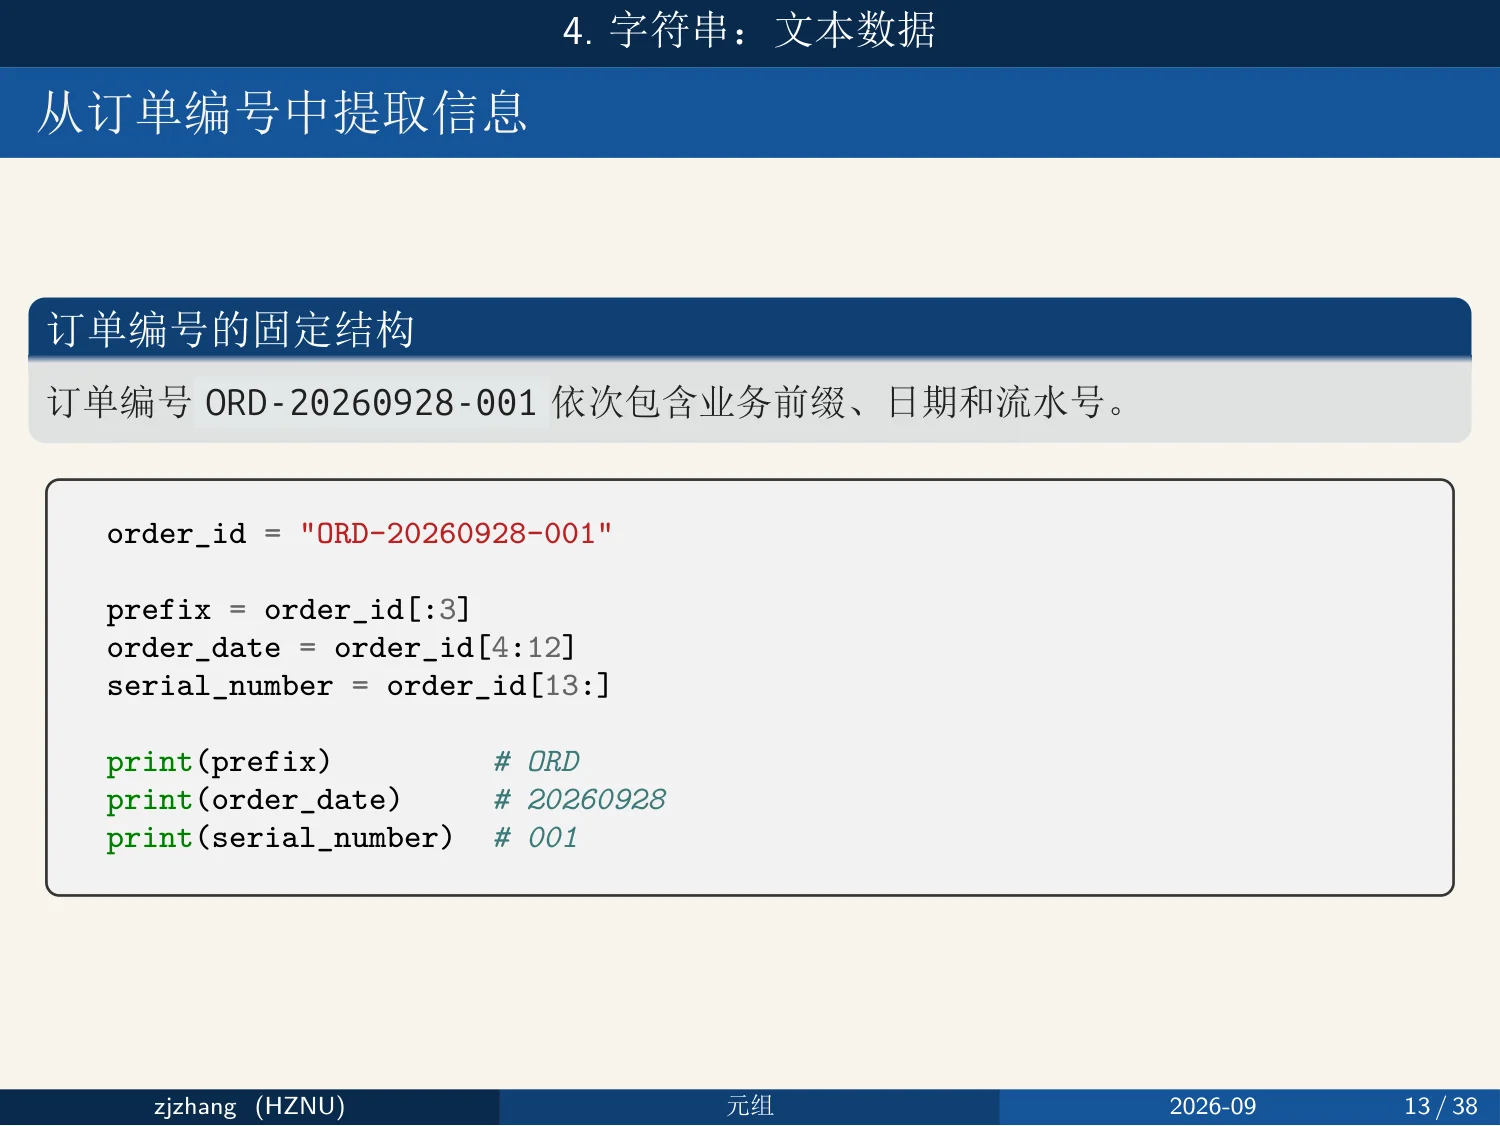 4. 字符串：文本数据
从订单编号中提取信息
订单编号的固定结构
订单编号 ORD-20260928-001 依次包含业务前缀、日期和流水号。
order_id = "ORD-20260928-001"
prefix = order_id[:3]
order_date = order_id[4:12]
serial_number = order_id[13:]
print(prefix)         # ORD
print(order_date)     # 20260928
print(serial_number)  # 001
zjzhang (HZNU) 元组 2026-09 13 / 38